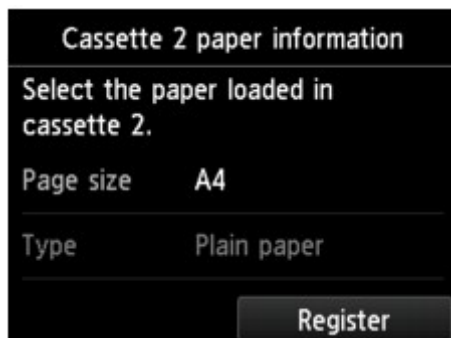 Cassette 2 paper information
Select the paper loaded in
cassette 2.
Page size A4
Type Plain paper
Register